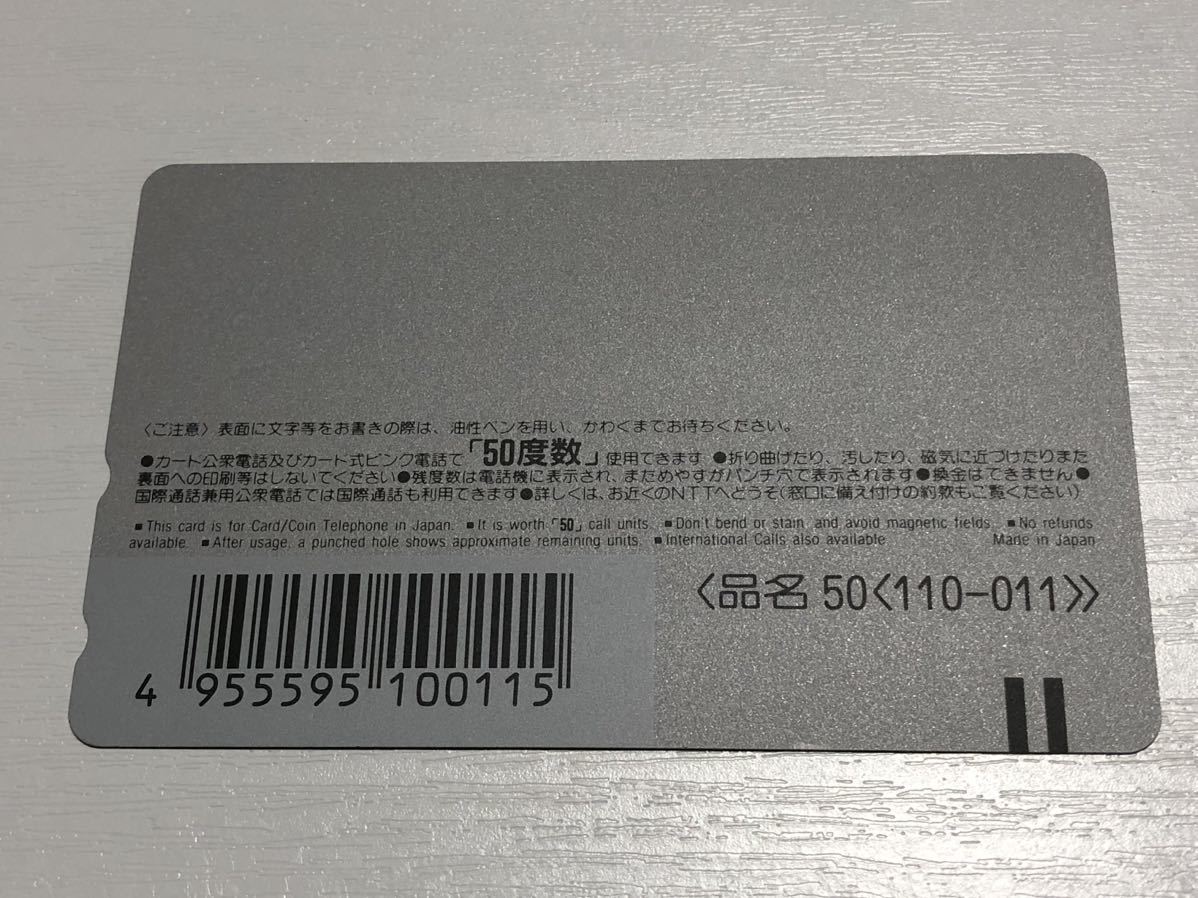 〈ご注意〉表面に文字等をお書きの際は、油性ペンを用い、かわくまでお待ちください。
●カード公衆電話及びカード式ピンク電話で「50度数」使用できます ●折り曲げたり、汚したり、磁気に近づけたりまた
裏面への印刷等はしないでください●残度数は電話機に表示され、まためやすがパンチ穴で表示されます●換金はできません●
国際通話兼用公衆電話では国際通話も利用できます●詳しくは、お近くのNTTへどうぞ(窓口に備え付けの約款もご覧ください)
■This card is for Card/Coin Telephone in Japan. ■It is worth「50」call units. ■Don't bend or stain, and avoid magnetic fields. ■No refunds
available. ■After usage, a punched hole shows approximate remaining units. ■International Calls also available Made in Japan
〈品名 50〈110-011〉〉
4 955595 100115